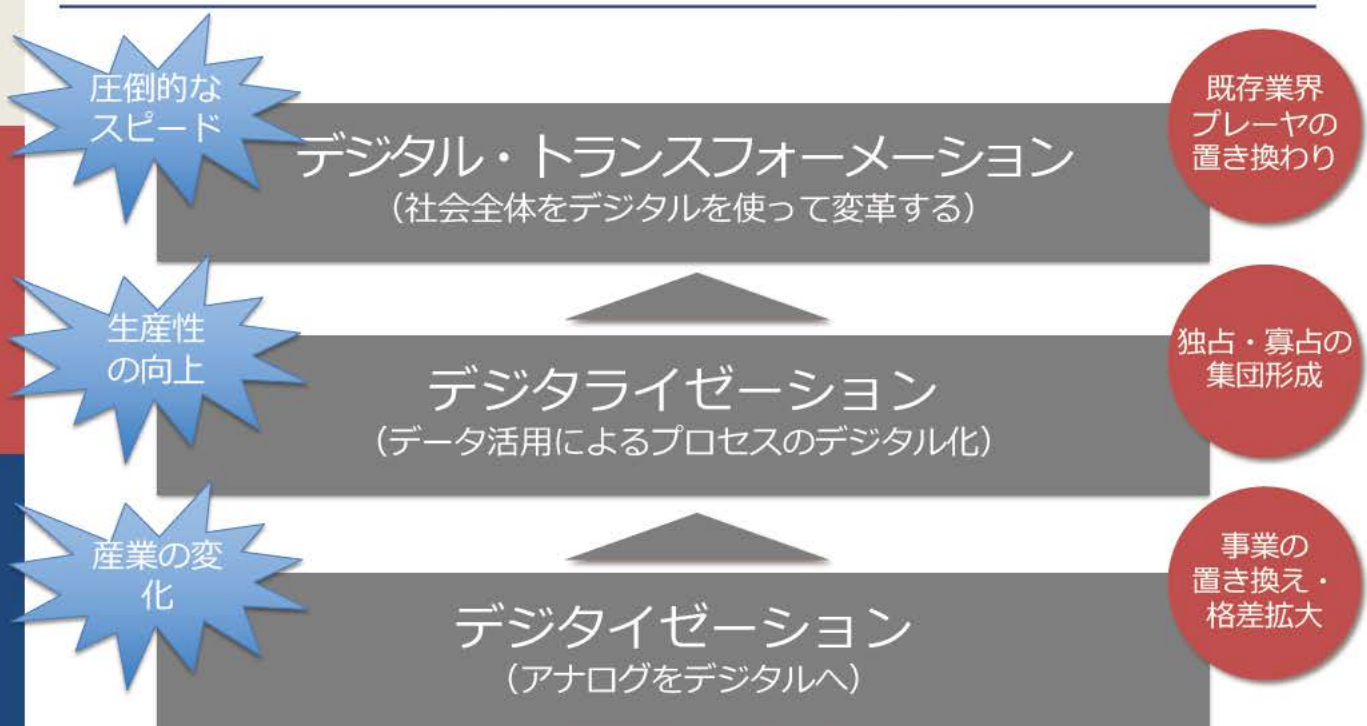 圧倒的な
スピード
デジタル・トランスフォーメーション
（社会全体をデジタルを使って変革する）
既存業界
プレーヤの
置き換わり
生産性
の向上
デジタライゼーション
（データ活用によるプロセスのデジタル化）
独占・寡占の
集団形成
産業の変
化
デジタイゼーション
（アナログをデジタルへ）
事業の
置き換え・
格差拡大